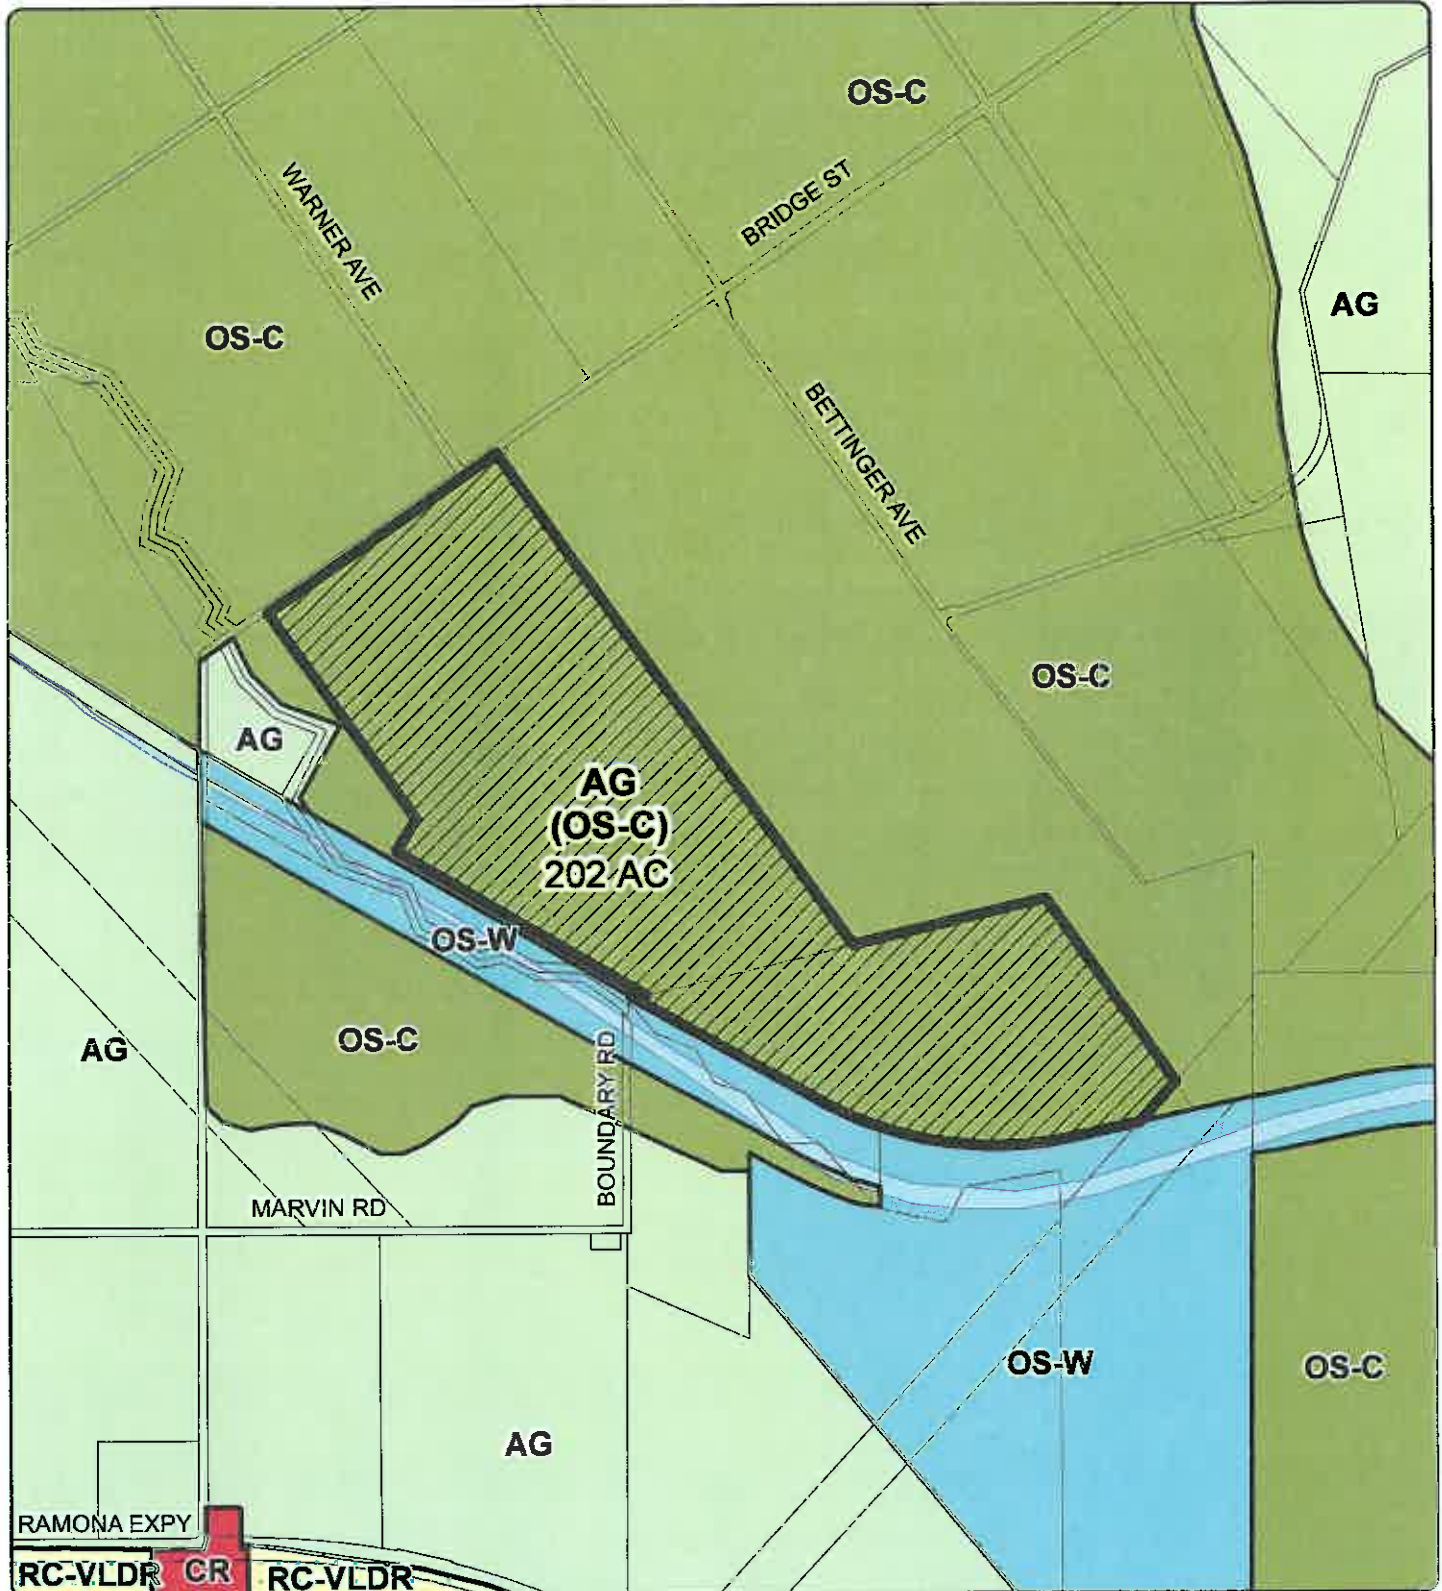 OS-C
BRIDGE ST
WARNER AVE
AG
OS-C
BETTINGER AVE
OS-C
AG
AG
(OS-C)
202 AC
OS-W
OS-C
AG
BOUNDARY RD
MARVIN RD
OS-W
OS-C
AG
RAMONA EXPY
RC-VLDR
CR
RC-VLDR